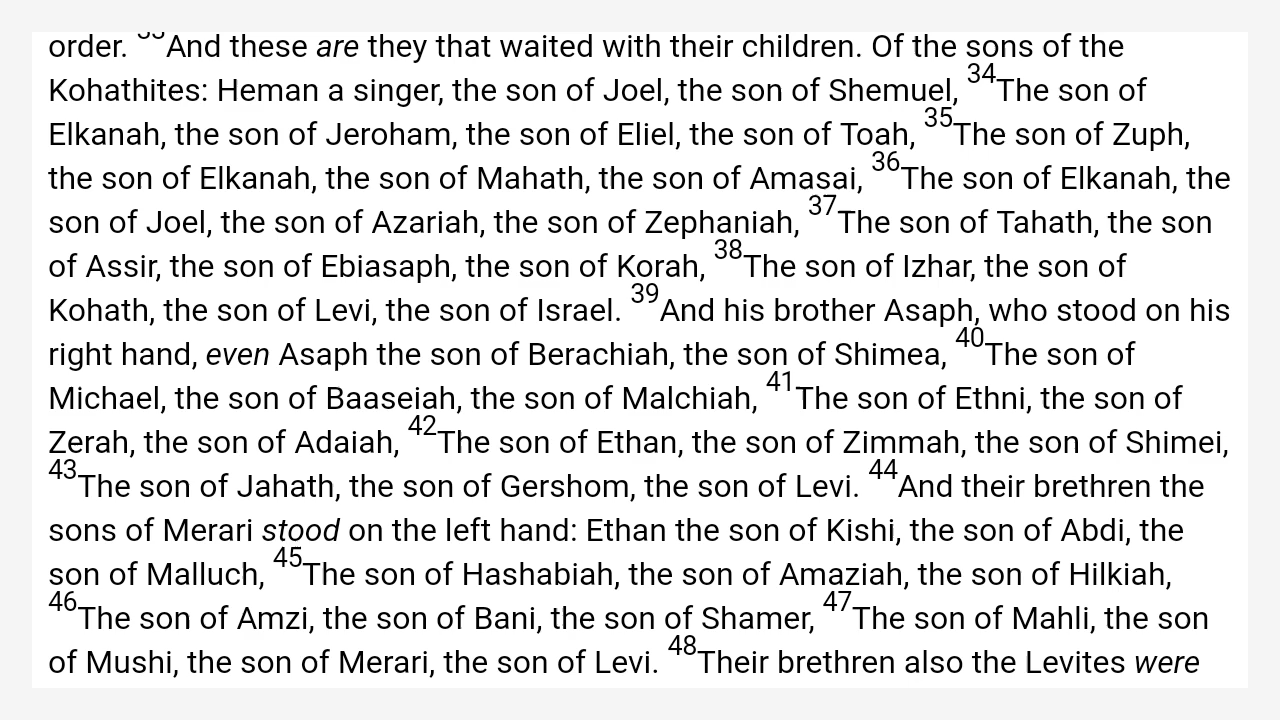 order. 33And these are they that waited with their children. Of the sons of the
Kohathites: Heman a singer, the son of Joel, the son of Shemuel, 34The son of
Elkanah, the son of Jeroham, the son of Eliel, the son of Toah, 35The son of Zuph,
the son of Elkanah, the son of Mahath, the son of Amasai, 36The son of Elkanah, the
son of Joel, the son of Azariah, the son of Zephaniah, 37The son of Tahath, the son
of Assir, the son of Ebiasaph, the son of Korah, 38The son of Izhar, the son of
Kohath, the son of Levi, the son of Israel. 39And his brother Asaph, who stood on his
right hand, even Asaph the son of Berachiah, the son of Shimea, 40The son of
Michael, the son of Baaseiah, the son of Malchiah, 41The son of Ethni, the son of
Zerah, the son of Adaiah, 42The son of Ethan, the son of Zimmah, the son of Shimei,
43The son of Jahath, the son of Gershom, the son of Levi. 44And their brethren the
sons of Merari stood on the left hand: Ethan the son of Kishi, the son of Abdi, the
son of Malluch, 45The son of Hashabiah, the son of Amaziah, the son of Hilkiah,
46The son of Amzi, the son of Bani, the son of Shamer, 47The son of Mahli, the son
of Mushi, the son of Merari, the son of Levi. 48Their brethren also the Levites were